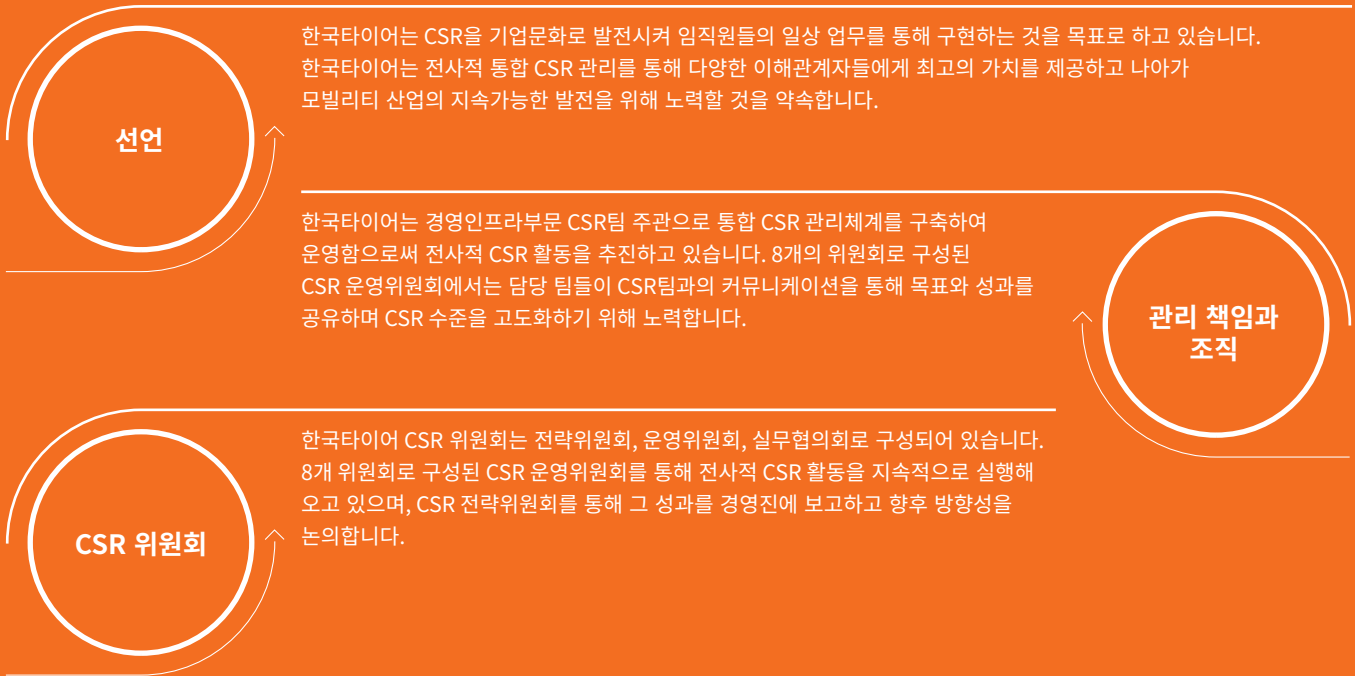 한국타이어는 CSR을 기업문화로 발전시켜 임직원들의 일상 업무를 통해 구현하는 것을 목표로 하고 있습니다.
한국타이어는 전사적 통합 CSR 관리를 통해 다양한 이해관계자들에게 최고의 가치를 제공하고 나아가
모빌리티 산업의 지속가능한 발전을 위해 노력할 것을 약속합니다.
선언
한국타이어는 경영인프라부문 CSR팀 주관으로 통합 CSR 관리체계를 구축하여
운영함으로써 전사적 CSR 활동을 추진하고 있습니다. 8개의 위원회로 구성된
CSR 운영위원회에서는 담당 팀들이 CSR팀과의 커뮤니케이션을 통해 목표와 성과를
공유하며 CSR 수준을 고도화하기 위해 노력합니다.
관리 책임과
조직
한국타이어 CSR 위원회는 전략위원회, 운영위원회, 실무협의회로 구성되어 있습니다.
8개 위원회로 구성된 CSR 운영위원회를 통해 전사적 CSR 활동을 지속적으로 실행해
오고 있으며, CSR 전략위원회를 통해 그 성과를 경영진에 보고하고 향후 방향성을
논의합니다.
CSR 위원회